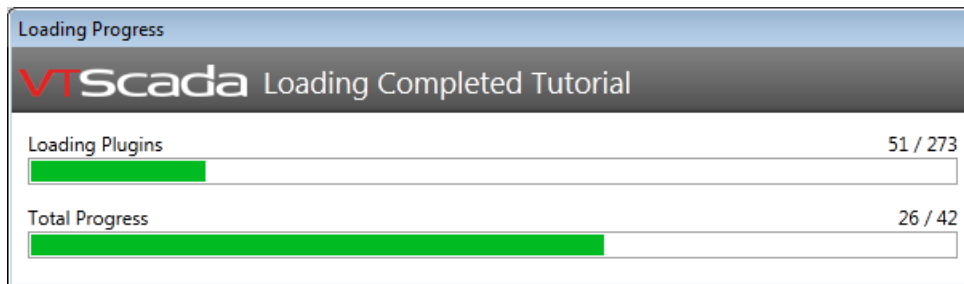 Loading Progress
VTScada Loading Completed Tutorial
Loading Plugins 51 / 273
Total Progress 26 / 42